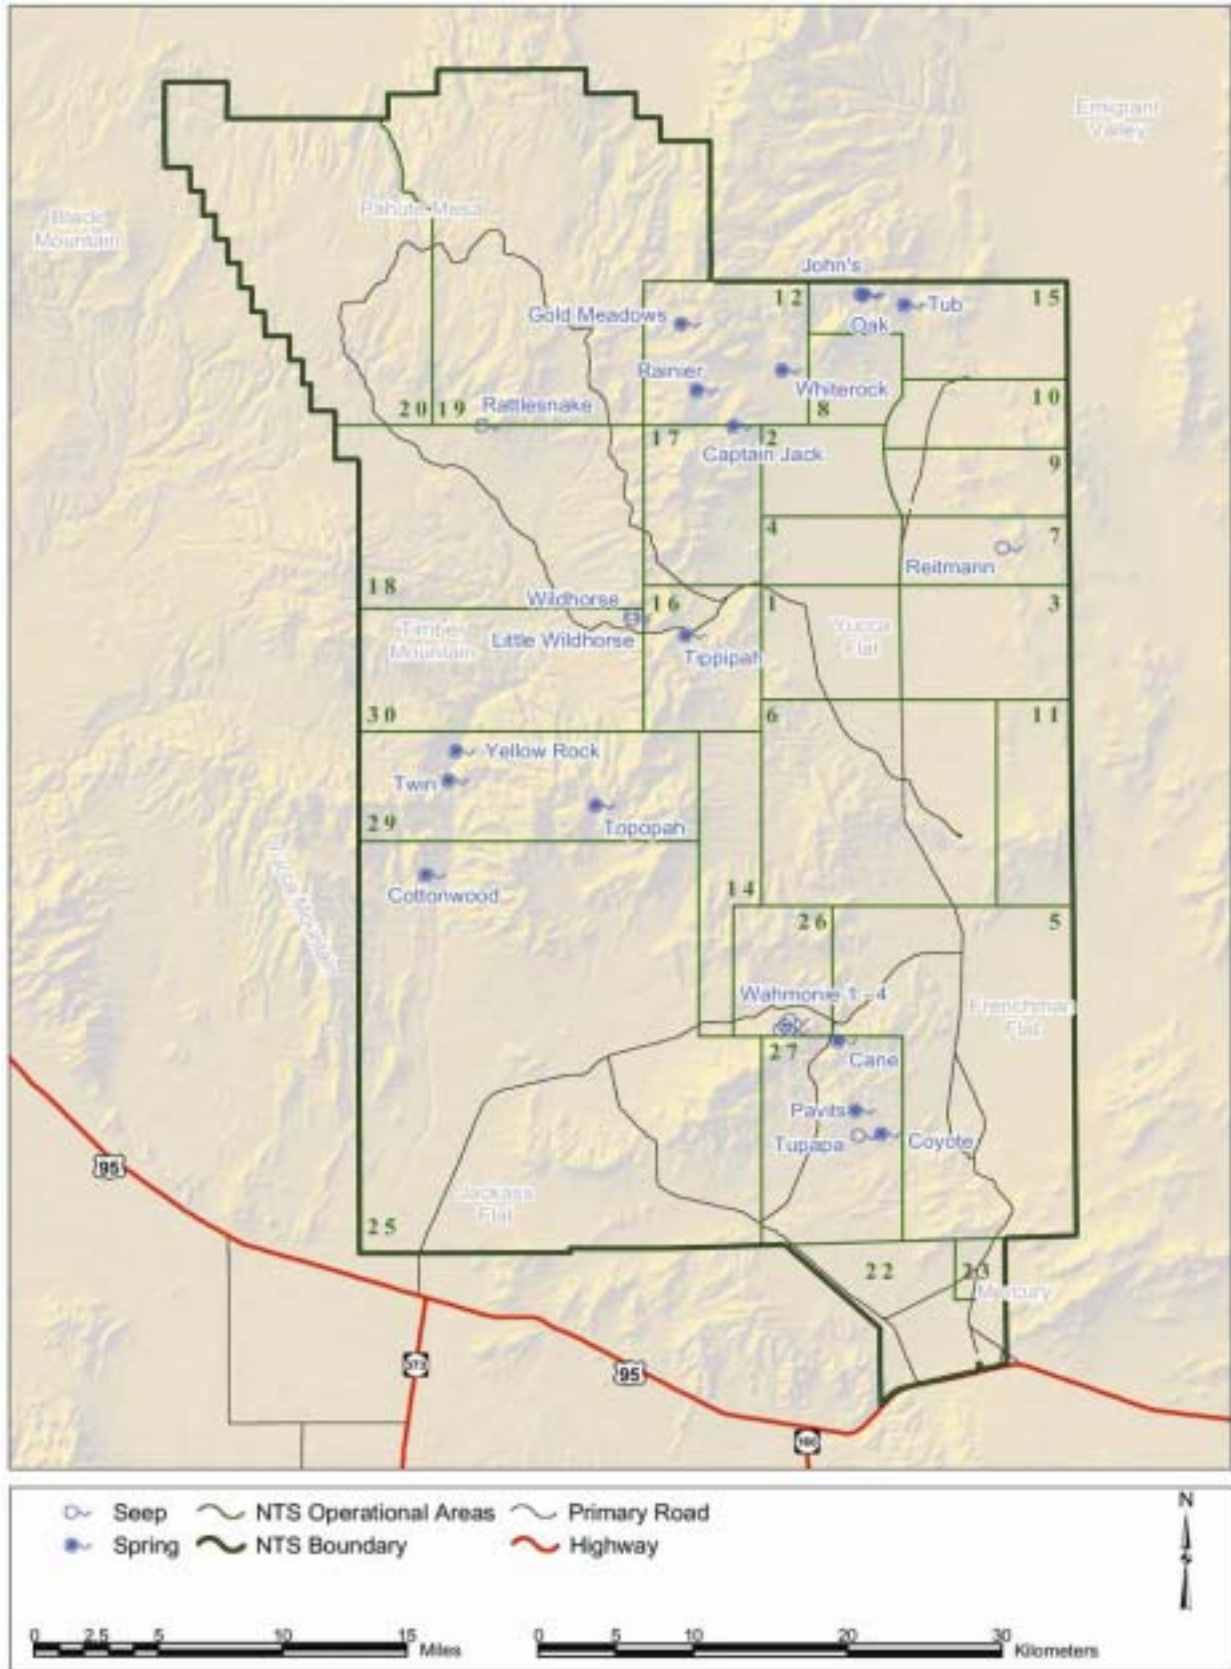 Emigrant
Valley
Black
Mountain
Pahute Mesa
John's
12
15
Tub
Gold Meadows
Oak
Rainier
Whiterock
10
20
19
Rattlesnake
8
17
2
Captain Jack
9
4
7
Reitmann
18
Wildhorse
16
1
3
Timber
Mountain
Little Wildhorse
Tippipah
Yucca
Flat
30
6
11
Yellow Rock
Twin
29
Topopah
Cottonwood
14
Yucca Mountain
26
5
Wahmonie 1 - 4
Frenchman
Flat
27
Cane
Pavits
Tupapa
Coyote
95
Jackass
Flat
25
22
23
Mercury
373
95
160
Seep
NTS Operational Areas
Primary Road
Spring
NTS Boundary
Highway
N
0 2.5 5 10 15
Miles
0 5 10 20 30
Kilometers